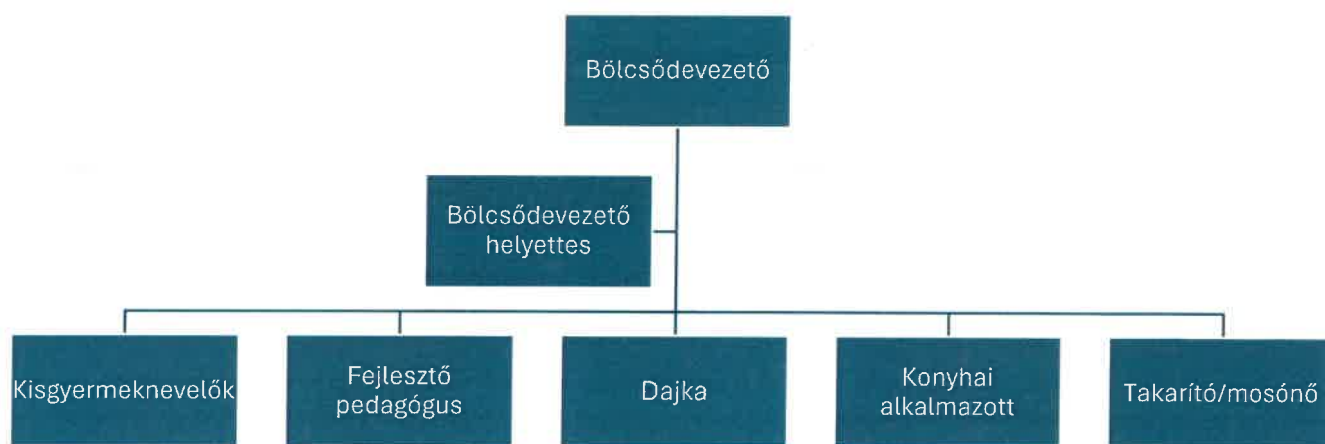 Bölcsődevezető
Bölcsődevezető
helyettes
Kisgyermeknevelők
Fejlesztő
pedagógus
Dajka
Konyhai
alkalmazott
Takarító/mosónő